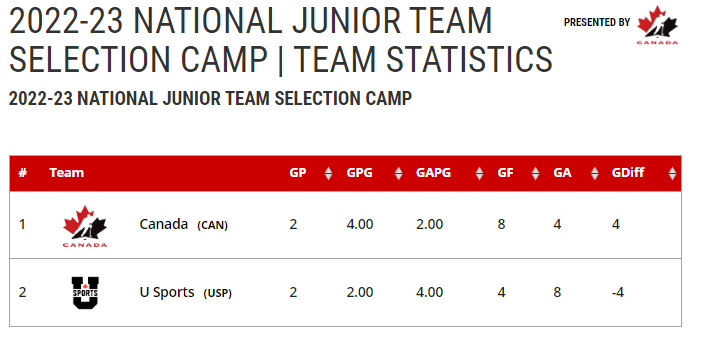 2022-23 NATIONAL JUNIOR TEAM
SELECTION CAMP | TEAM STATISTICS
PRESENTED BY
CANADA
2022-23 NATIONAL JUNIOR TEAM SELECTION CAMP
# Team GP GPG GAPG GF GA GDiff
1 CANADA Canada (CAN) 2 4.00 2.00 8 4 4
2 U SPORTS U Sports (USP) 2 2.00 4.00 4 8 -4